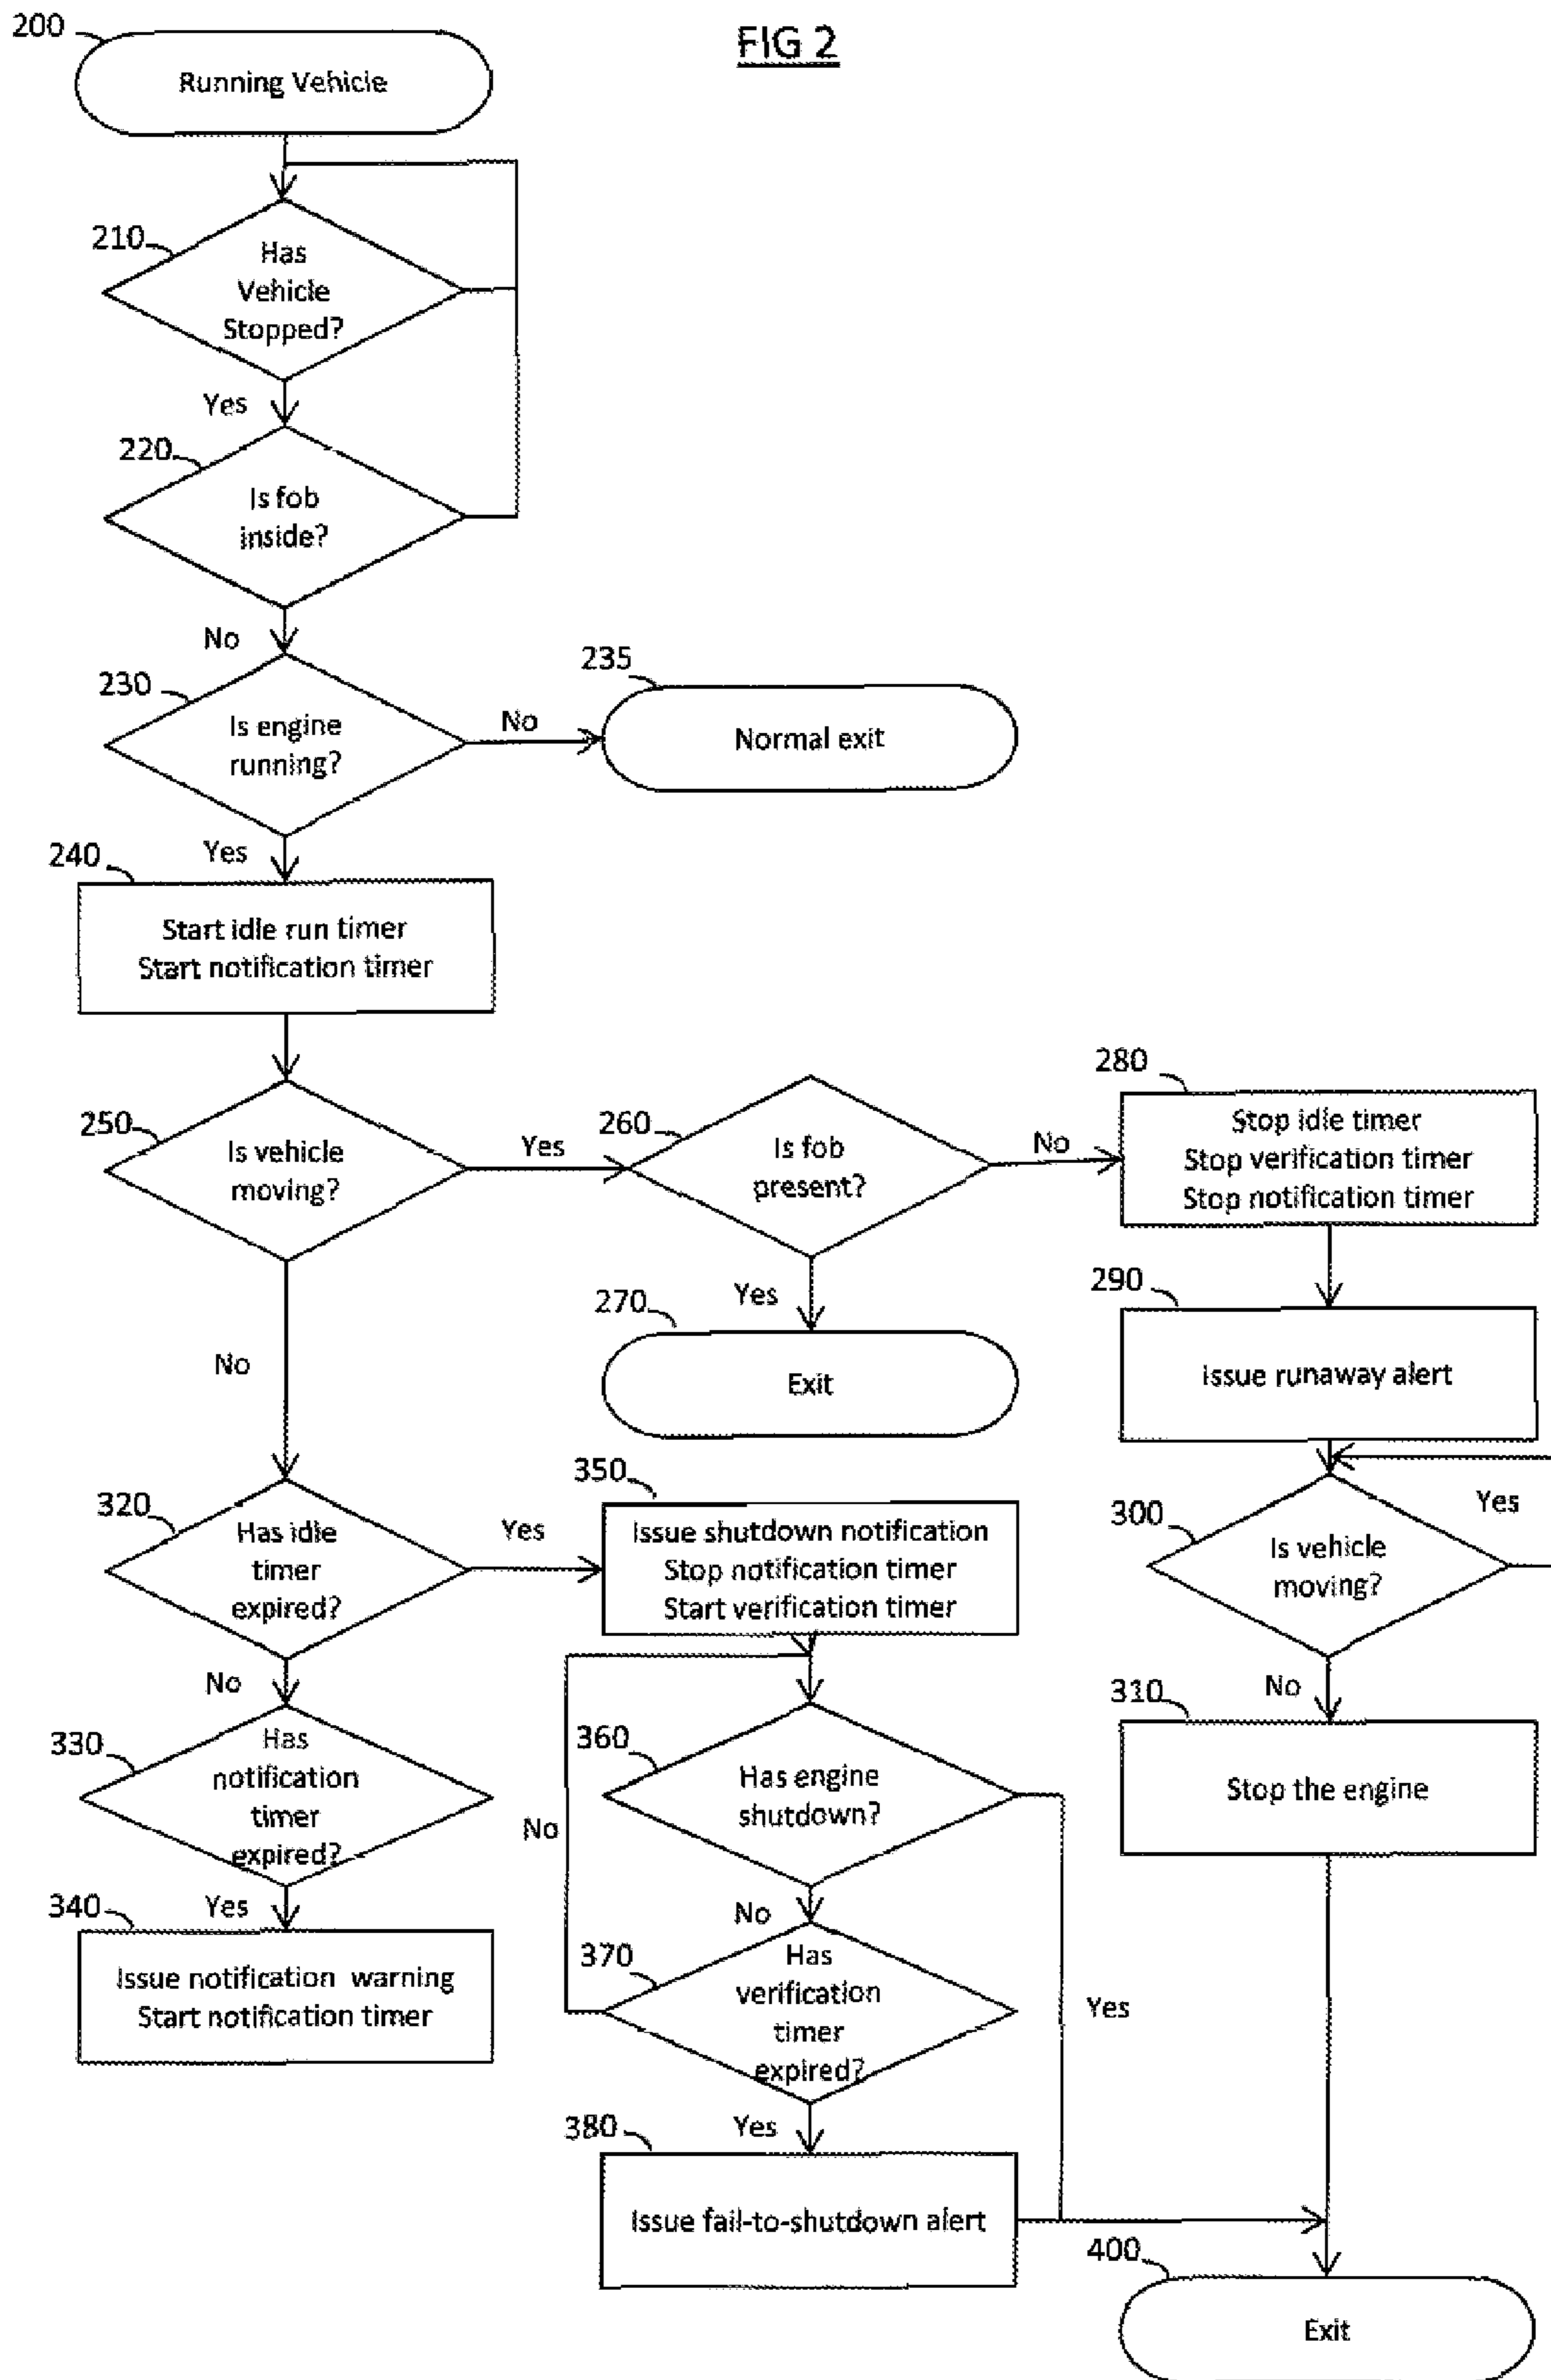 FIG 2
200
Running Vehicle
210
Has
Vehicle
Stopped?
Yes
220
Is fob
inside?
No
230
Is engine
running?
No
235
Normal exit
Yes
240
Start idle run timer
Start notification timer
250
Is vehicle
moving?
Yes
260
Is fob
present?
No
280
Stop idle timer
Stop verification timer
Stop notification timer
Yes
270
Exit
290
Issue runaway alert
No
300
Is vehicle
moving?
Yes
No
310
Stop the engine
320
Has idle
timer
expired?
Yes
350
Issue shutdown notification
Stop notification timer
Start verification timer
No
330
Has
notification
timer
expired?
Yes
340
Issue notification warning
Start notification timer
360
Has engine
shutdown?
No
No
370
Has
verification
timer
expired?
Yes
Yes
380
Issue fail-to-shutdown alert
400
Exit